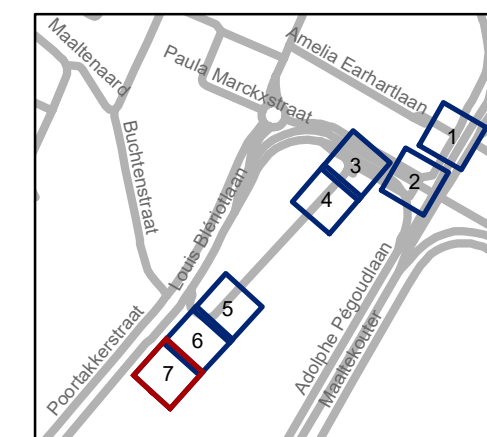 Maaltenaard
Paula Marckxstraat
Amelia Earhartlaan
Buchtenstraat
Louis Blériotlaan
Poortakkerstraat
Adolphe Pégoudlaan
Maaltekouter
1
2
3
4
5
6
7